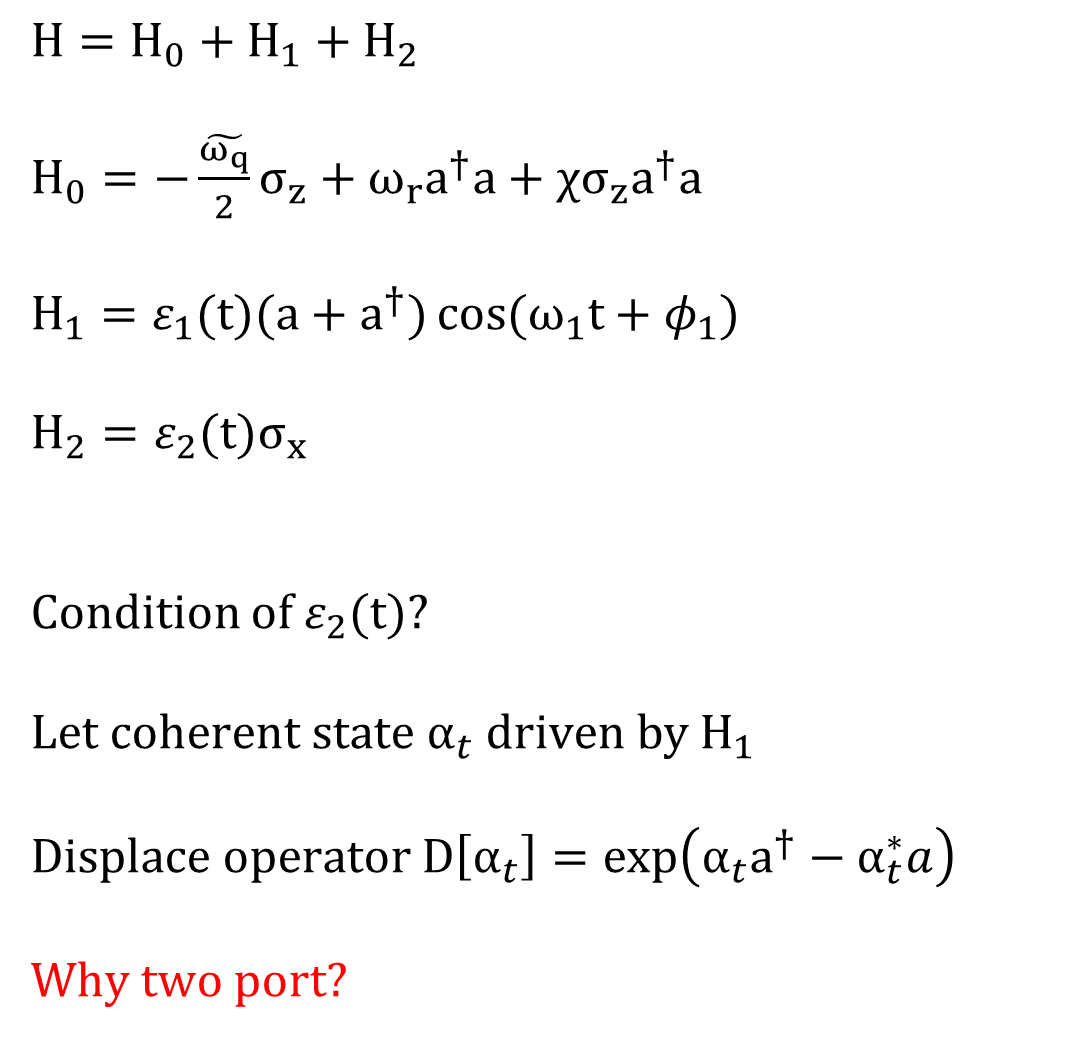 H = H₀ + H₁ + H₂
H₀ = −(ω̃_q/2)σ_z + ω_r a†a + χσ_z a†a
H₁ = ε₁(t)(a + a†) cos(ω₁t + ϕ₁)
H₂ = ε₂(t)σₓ
Condition of ε₂(t)?
Let coherent state α_t driven by H₁
Displace operator D[α_t] = exp(α_t a† − α_t* a)
Why two port?